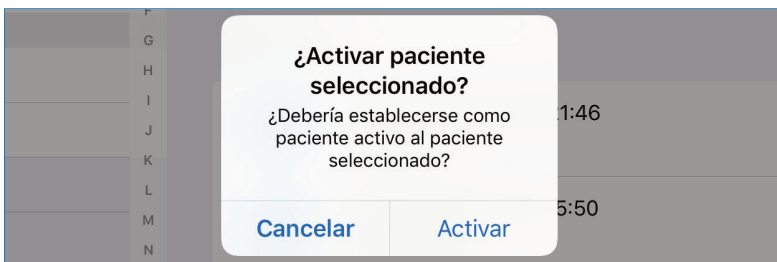 F
G
H
I
J
K
L
M
N
¿Activar paciente
seleccionado?
¿Debería establecerse como
paciente activo al paciente
seleccionado?
Cancelar
Activar
1:46
5:50